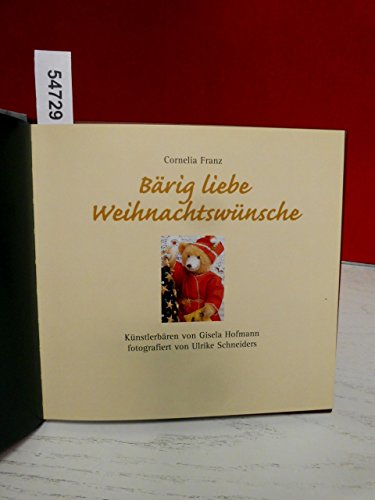 54729
Cornelia Franz
Bärig liebe
Weihnachtswünsche
Künstlerbären von Gisela Hofmann
fotografiert von Ulrike Schneiders